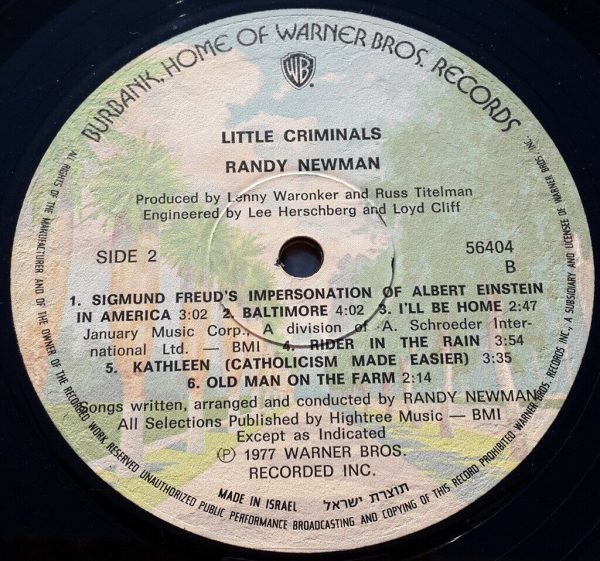 BURBANK, HOME OF WARNER BROS. RECORDS
WB
LITTLE CRIMINALS
RANDY NEWMAN
Produced by Lenny Waronker and Russ Titelman
Engineered by Lee Herschberg and Loyd Cliff
SIDE 2
56404
B
1. SIGMUND FREUD'S IMPERSONATION OF ALBERT EINSTEIN
IN AMERICA 3:02 2. BALTIMORE 4:02 3. I'LL BE HOME 2:47
January Music Corp., A division of A. Schroeder Inter-
national Ltd. — BMI 4. RIDER IN THE RAIN 3:54
5. KATHLEEN (CATHOLICISM MADE EASIER) 3:35
6. OLD MAN ON THE FARM 2:14
Songs written, arranged and conducted by RANDY NEWMAN
All Selections Published by Hightree Music — BMI
Except as Indicated
Ⓟ 1977 WARNER BROS.
RECORDED INC.
MADE IN ISRAEL תוצרת ישראל
ALL RIGHTS OF THE MANUFACTURER AND OF THE OWNER OF THE RECORDED WORK RESERVED UNAUTHORIZED PUBLIC PERFORMANCE BROADCASTING AND COPYING OF THIS RECORD PROHIBITED WARNER BROS. RECORDS INC., A SUBSIDIARY AND LICENSEE OF WARNER BROS. INC.